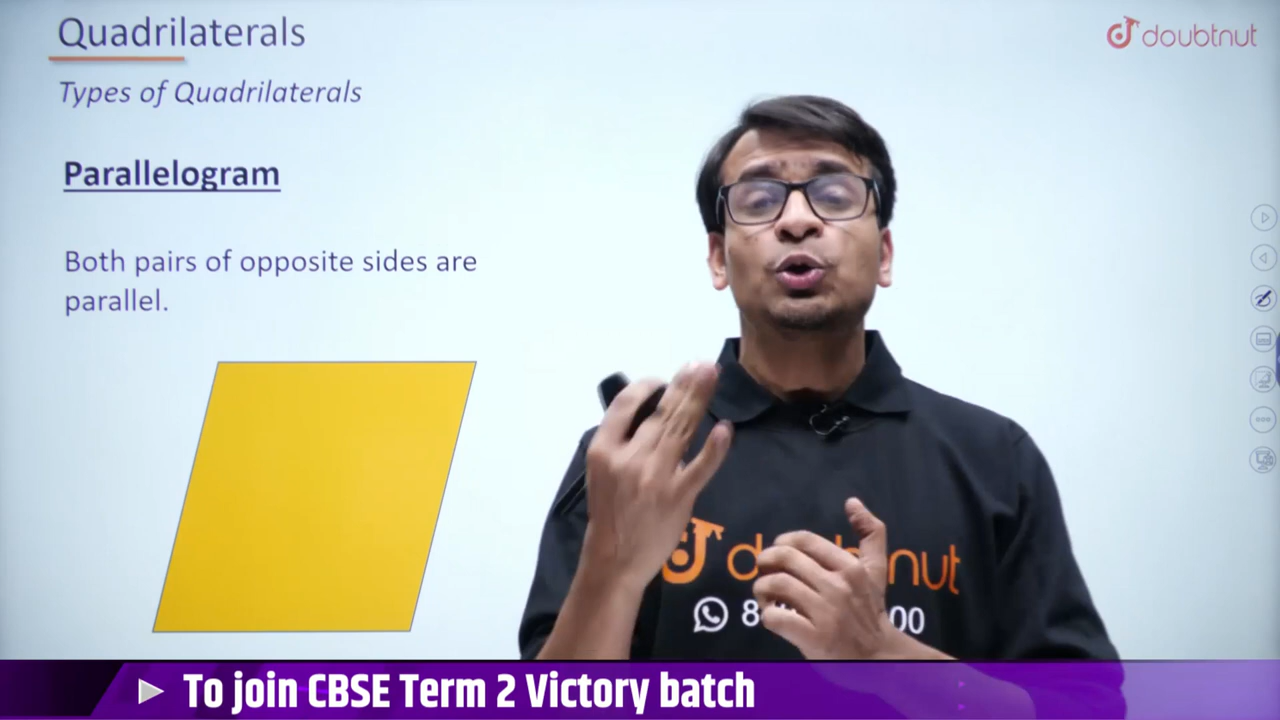 Quadrilaterals
doubtnut
Types of Quadrilaterals
Parallelogram
Both pairs of opposite sides are
parallel.
To join CBSE Term 2 Victory batch